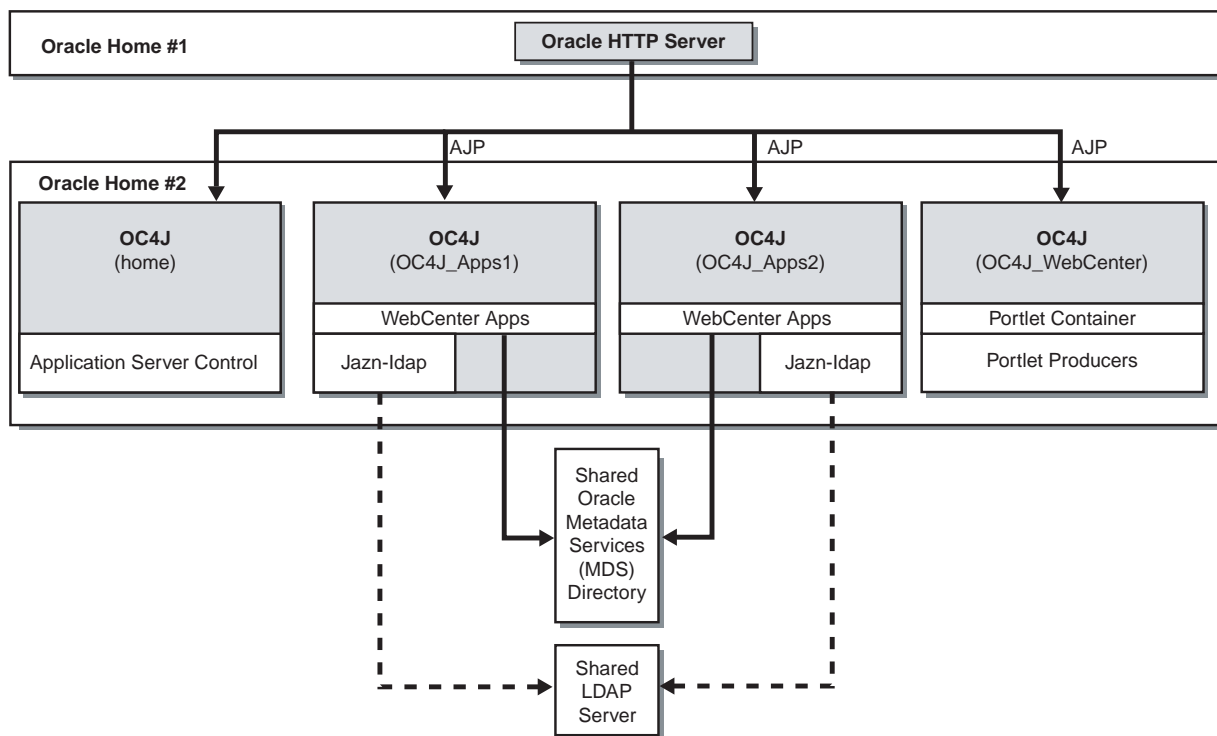 Oracle Home #1
Oracle HTTP Server
AJP
AJP
AJP
Oracle Home #2
OC4J
(home)
Application Server Control
OC4J
(OC4J_Apps1)
WebCenter Apps
Jazn-ldap
OC4J
(OC4J_Apps2)
WebCenter Apps
Jazn-ldap
OC4J
(OC4J_WebCenter)
Portlet Container
Portlet Producers
Shared
Oracle
Metadata
Services
(MDS)
Directory
Shared
LDAP
Server